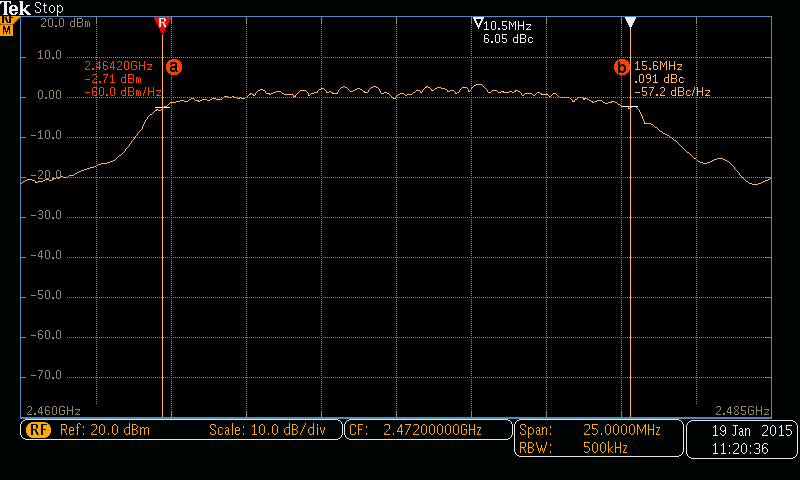 Tek Stop
RF
M
20.0 dBm
R
10.5MHz
6.05 dBc
10.0
2.46420GHz
-2.71 dBm
-60.0 dBm/Hz
a
b
15.6MHz
.091 dBc
-57.2 dBc/Hz
0.00
-10.0
-20.0
-30.0
-40.0
-50.0
-60.0
-70.0
2.460GHz
2.485GHz
RF Ref: 20.0 dBm Scale: 10.0 dB/div
CF: 2.47200000GHz
Span: 25.0000MHz
RBW: 500kHz
19 Jan 2015
11:20:36